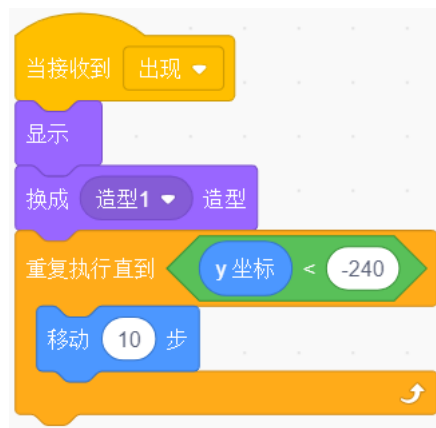 当接收到 出现
显示
换成 造型1 造型
重复执行直到 y 坐标 < -240
移动 10 步